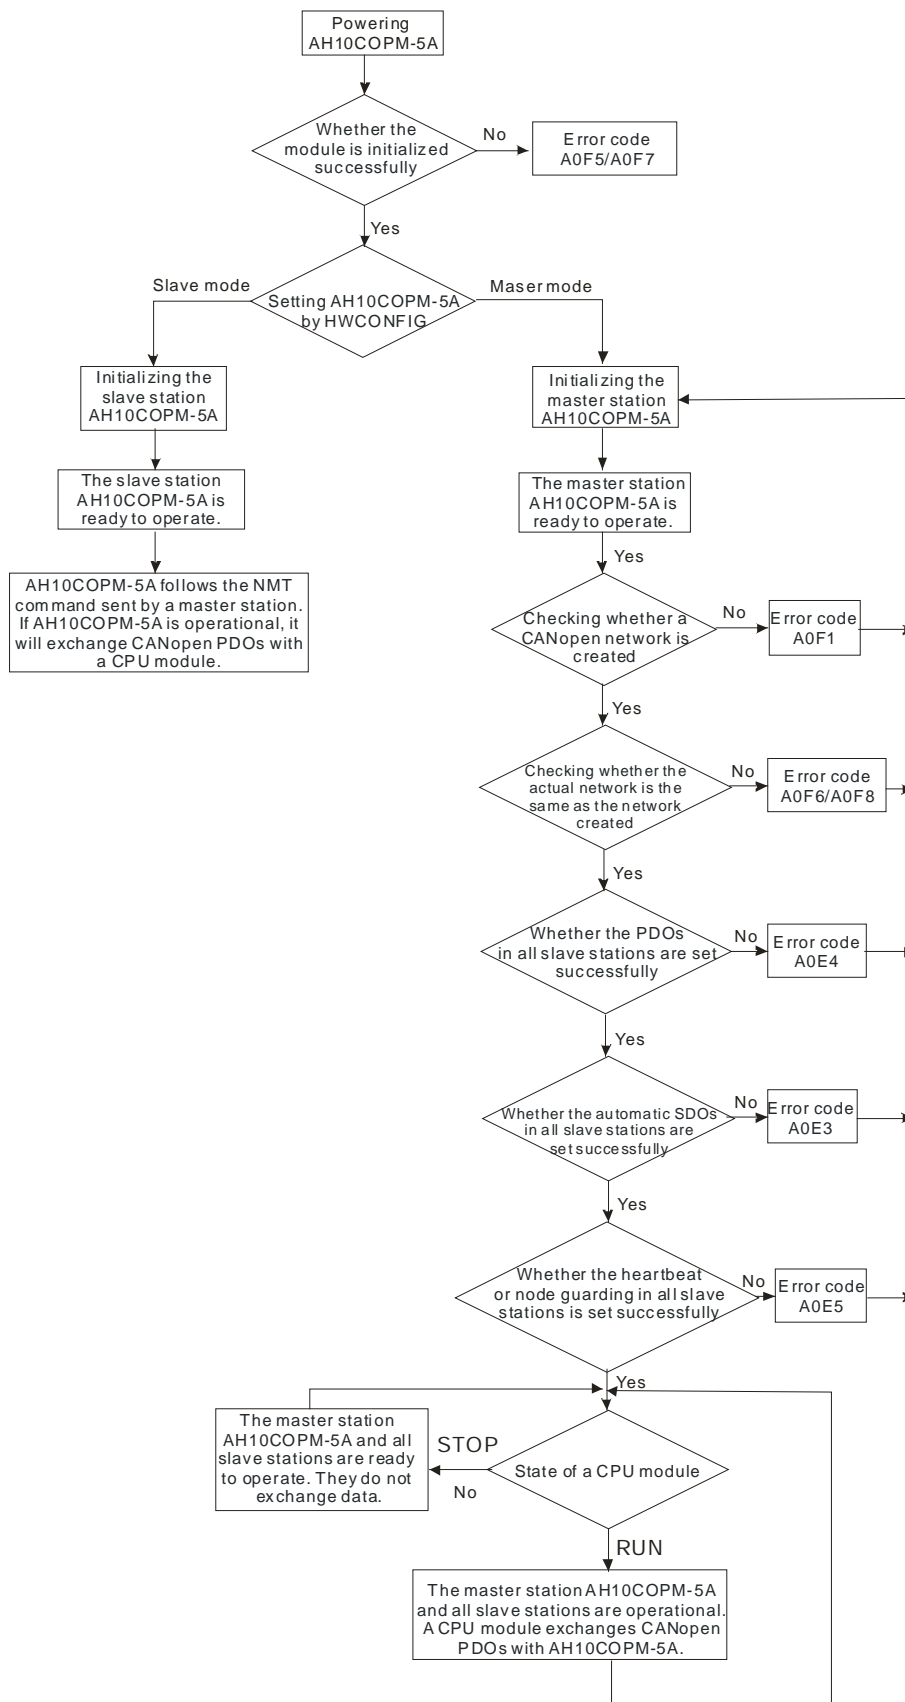 Powering
AH10COPM-5A
Whether the
module is initialized
successfully
No
Error code
A0F5/A0F7
Yes
Slave mode
Setting AH10COPM-5A
by HWCONFIG
Maser mode
Initializing the
slave station
AH10COPM-5A
Initializing the
master station
AH10COPM-5A
The slave station
AH10COPM-5A is
ready to operate.
The master station
AH10COPM-5A is
ready to operate.
Yes
AH10COPM-5A follows the NMT
command sent by a master station.
If AH10COPM-5A is operational, it
will exchange CANopen PDOs with
a CPU module.
Checking whether a
CANopen network is
created
No
Error code
A0F1
Yes
Checking whether the
actual network is the
same as the network
created
No
Error code
A0F6/A0F8
Yes
Whether the PDOs
in all slave stations are set
successfully
No
Error code
A0E4
Yes
Whether the automatic SDOs
in all slave stations are
set successfully
No
Error code
A0E3
Yes
Whether the heartbeat
or node guarding in all slave
stations is set successfully
No
Error code
A0E5
Yes
The master station
AH10COPM-5A and all
slave stations are ready
to operate. They do not
exchange data.
STOP
No
State of a CPU module
RUN
The master station AH10COPM-5A
and all slave stations are operational.
A CPU module exchanges CANopen
PDOs with AH10COPM-5A.